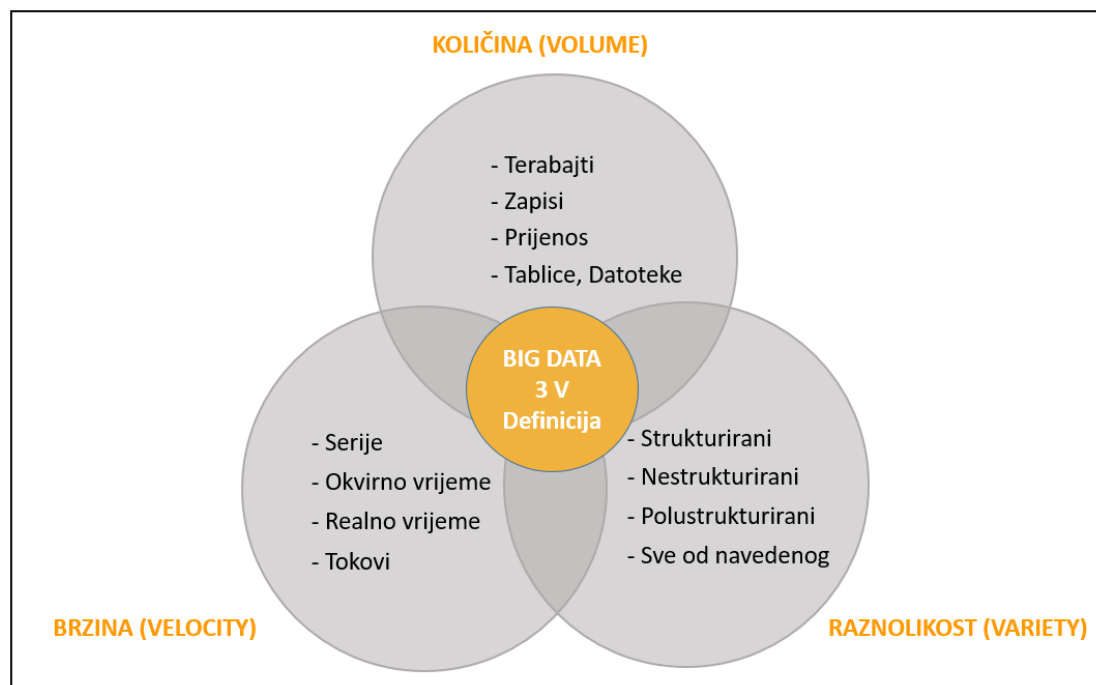 KOLIČINA (VOLUME)
- Terabajti
- Zapisi
- Prijenos
- Tablice, Datoteke
BIG DATA
3 V
Definicija
- Serije
- Okvirno vrijeme
- Realno vrijeme
- Tokovi
- Strukturirani
- Nestrukturirani
- Polustrukturirani
- Sve od navedenog
BRZINA (VELOCITY)
RAZNOLIKOST (VARIETY)